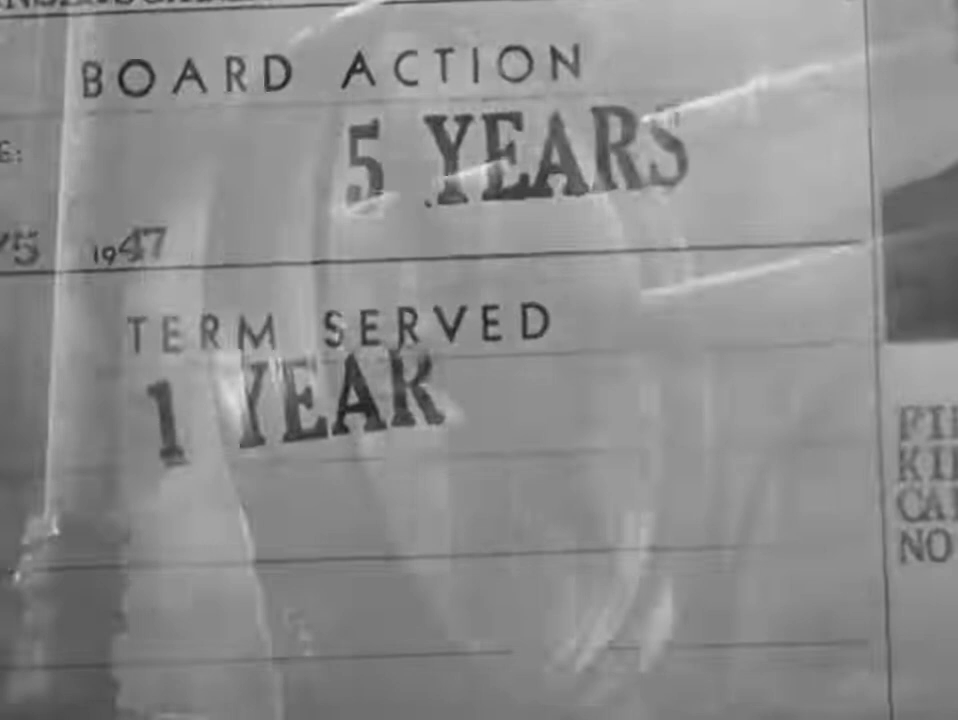 BOARD ACTION
5 YEARS
E:
1947
TERM SERVED
1 YEAR
NO